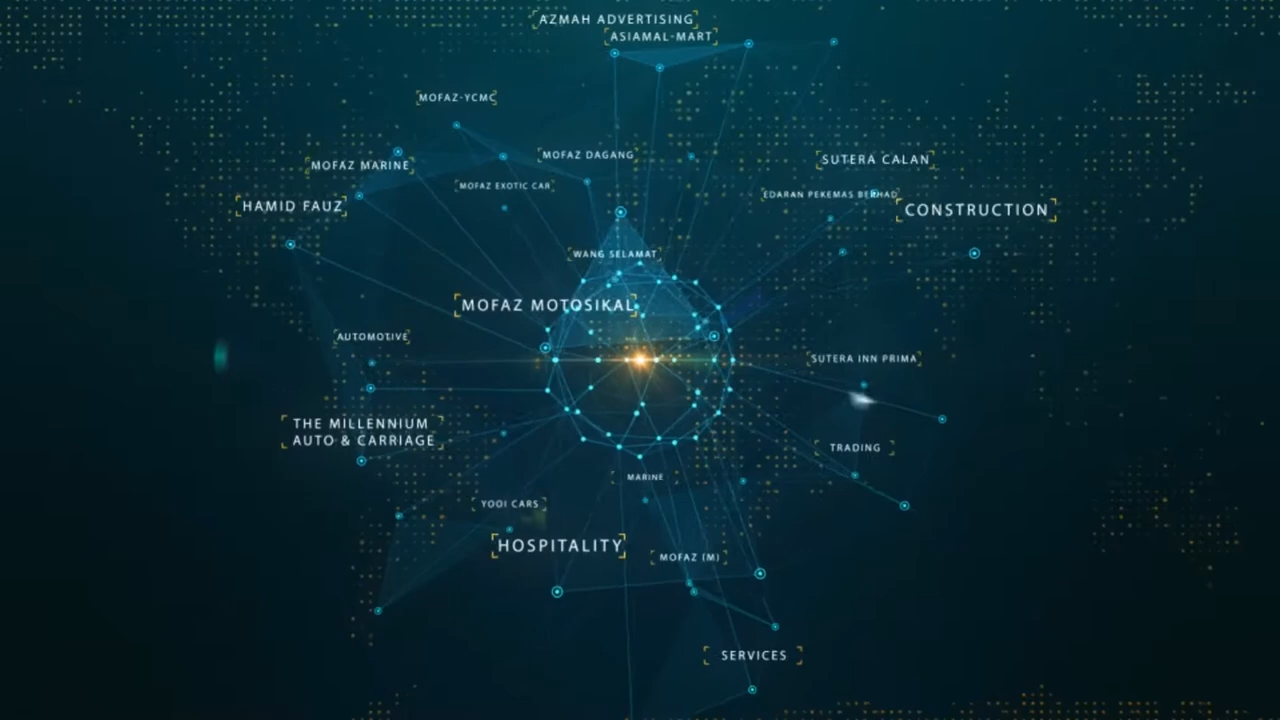 AZMAH ADVERTISING
ASIAMAL-MART
MOFAZ-YCMC
MOFAZ DAGANG
MOFAZ MARINE
SUTERA CALAN
MOFAZ EXOTIC CAR
EDARAN PEKEMAS BERHAD
HAMID FAUZ
CONSTRUCTION
WANG SELAMAT
MOFAZ MOTOSIKAL
AUTOMOTIVE
SUTERA INN PRIMA
THE MILLENNIUM
AUTO & CARRIAGE
TRADING
MARINE
YOOI CARS
HOSPITALITY
MOFAZ (M)
SERVICES